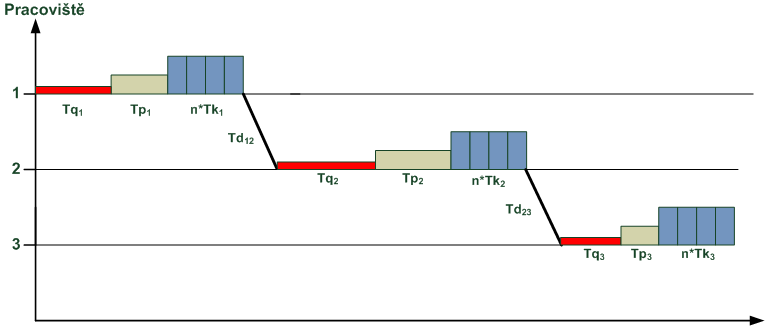 Pracoviště
1
Tq1 Tp1 n*Tk1
Td12
2
Tq2 Tp2 n*Tk2
Td23
3
Tq3 Tp3 n*Tk3